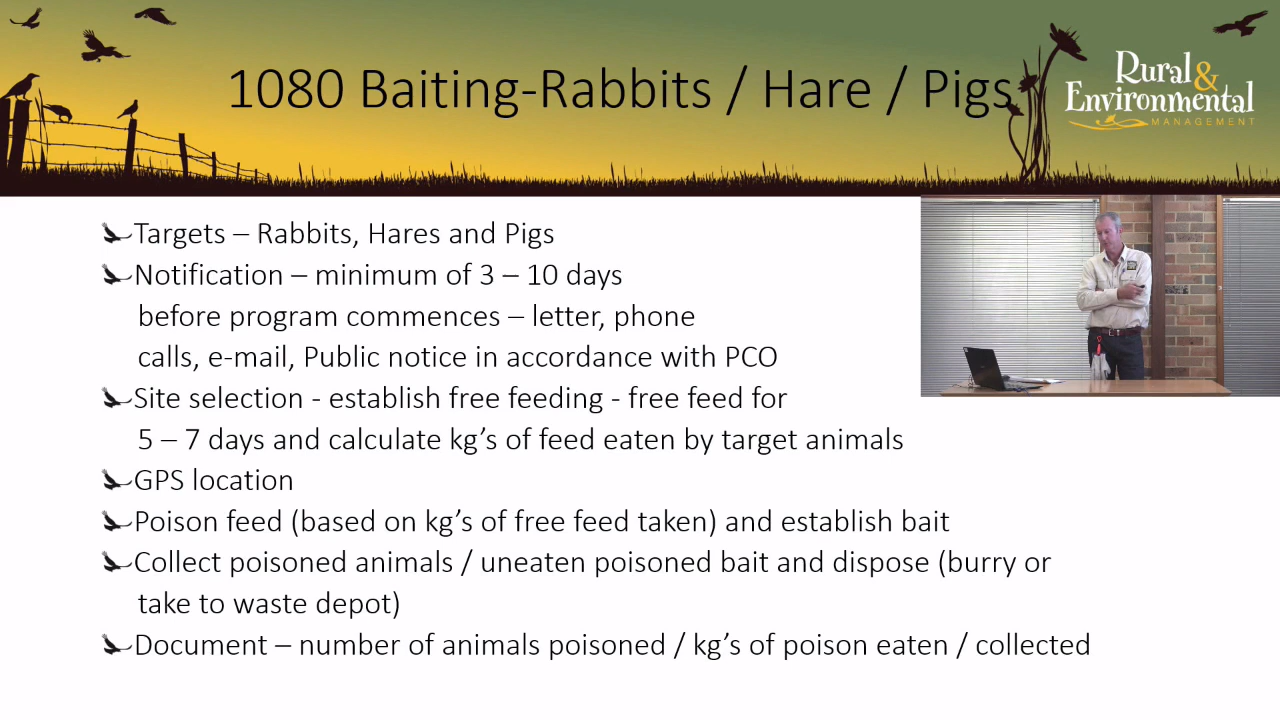 1080 Baiting-Rabbits / Hare / Pigs
Rural &
Environmental
MANAGEMENT
Targets – Rabbits, Hares and Pigs
Notification – minimum of 3 – 10 days
before program commences – letter, phone
calls, e-mail, Public notice in accordance with PCO
Site selection - establish free feeding - free feed for
5 – 7 days and calculate kg’s of feed eaten by target animals
GPS location
Poison feed (based on kg’s of free feed taken) and establish bait
Collect poisoned animals / uneaten poisoned bait and dispose (burry or
take to waste depot)
Document – number of animals poisoned / kg’s of poison eaten / collected